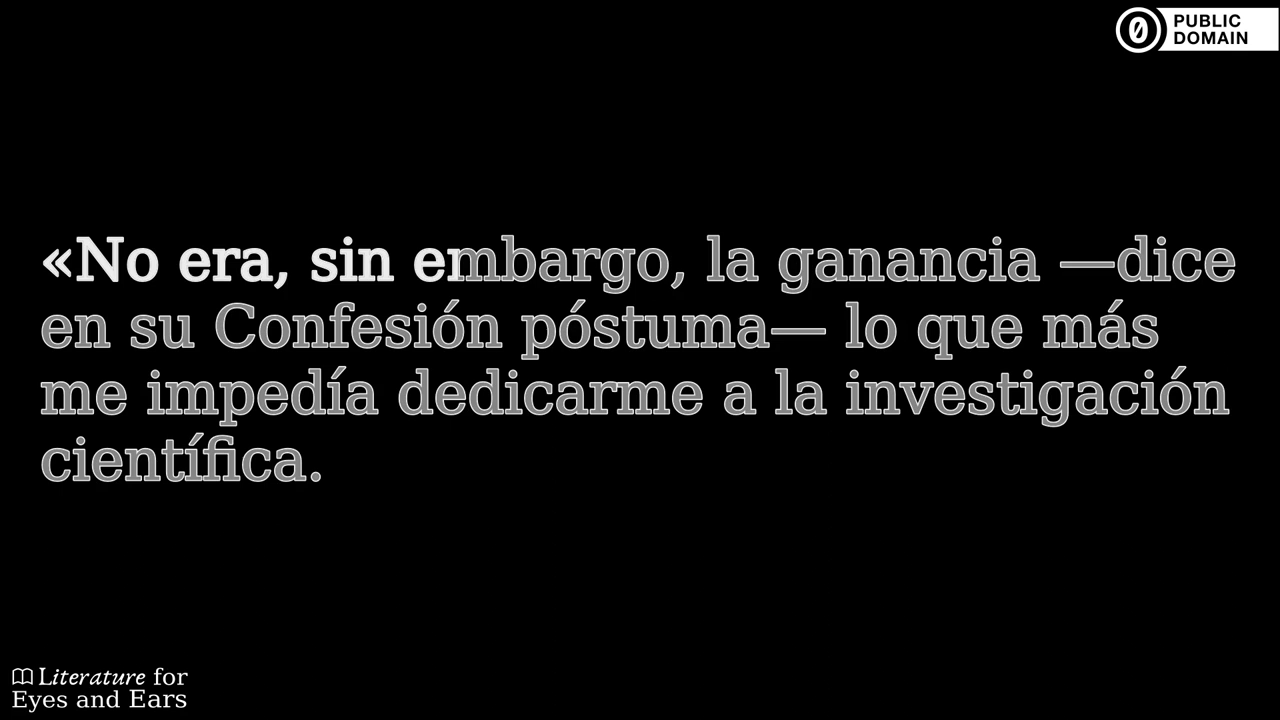 PUBLIC
DOMAIN
«No era, sin embargo, la ganancia —dice
en su Confesión póstuma— lo que más
me impedía dedicarme a la investigación
científica.
Literature for
Eyes and Ears